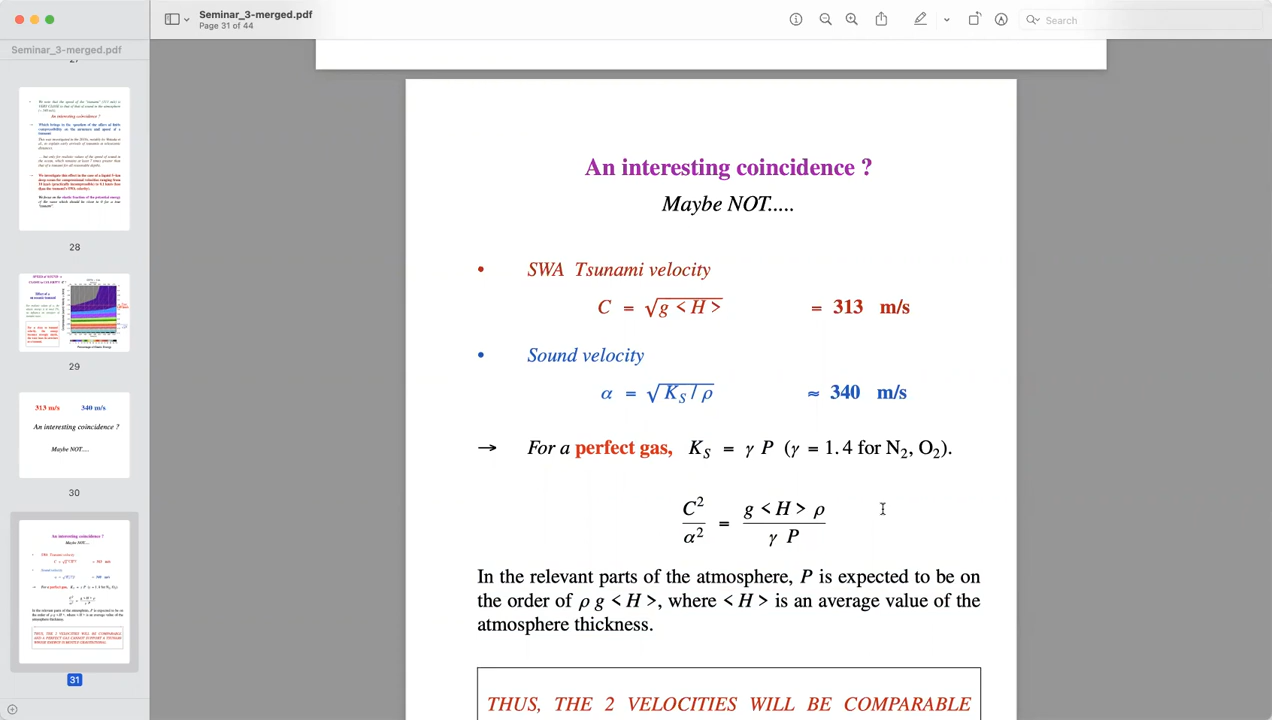 Seminar_3-merged.pdf
Page 31 of 44
Search
Seminar_3-merged.pdf
28
29
313 m/s 340 m/s
An interesting coincidence ?
Maybe NOT....
30
31
An interesting coincidence ?
Maybe NOT.....
• SWA Tsunami velocity
C = √g < H > = 313 m/s
• Sound velocity
α = √K_S / ρ ≈ 340 m/s
→ For a perfect gas, K_S = γ P (γ = 1.4 for N₂, O₂).
C²/α² = g < H > ρ / γ P
In the relevant parts of the atmosphere, P is expected to be on
the order of ρ g < H >, where < H > is an average value of the
atmosphere thickness.
THUS, THE 2 VELOCITIES WILL BE COMPARABLE